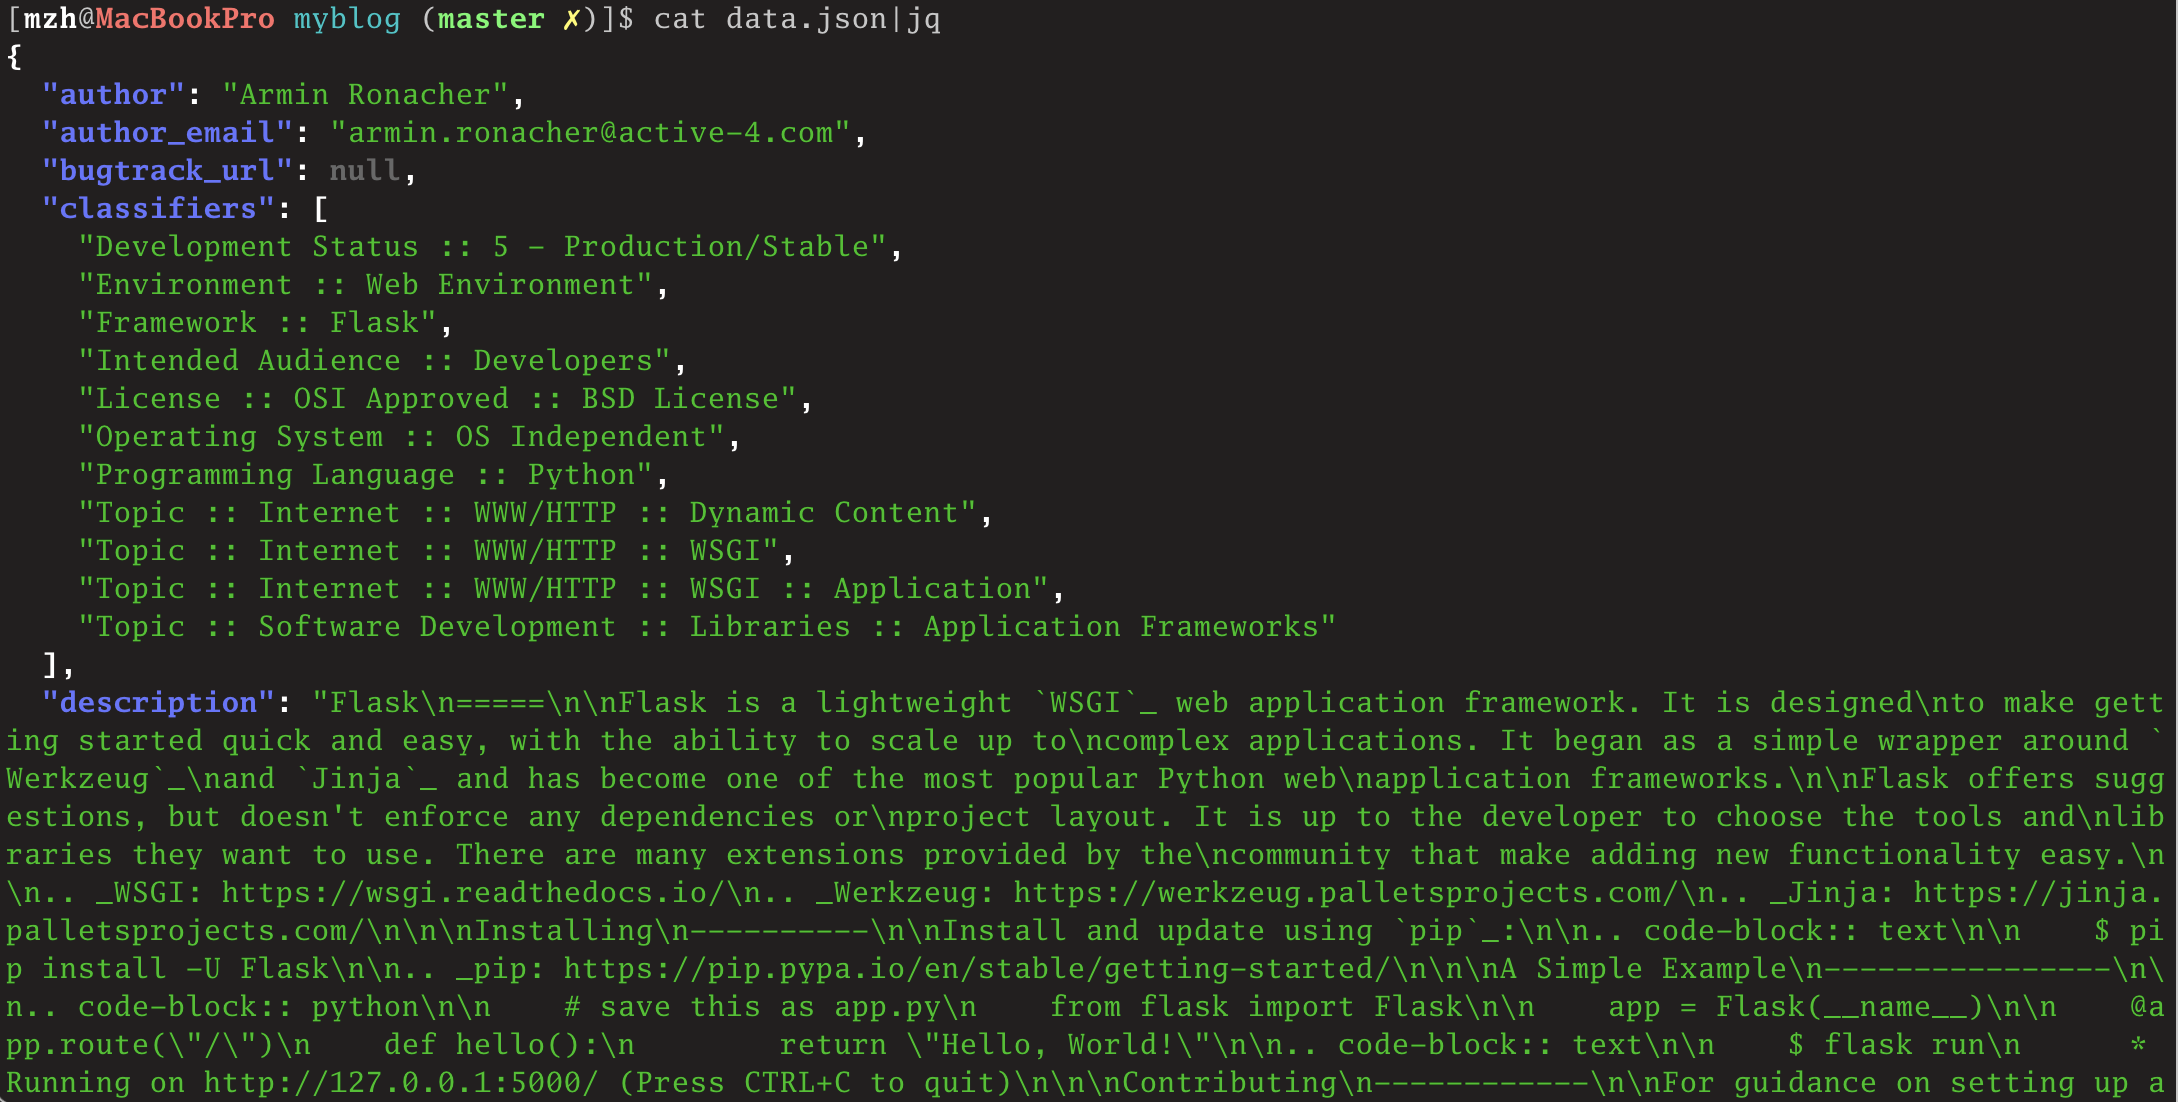 [mzh@MacBookPro myblog (master ✗)]$ cat data.json|jq
{
  "author": "Armin Ronacher",
  "author_email": "armin.ronacher@active-4.com",
  "bugtrack_url": null,
  "classifiers": [
    "Development Status :: 5 - Production/Stable",
    "Environment :: Web Environment",
    "Framework :: Flask",
    "Intended Audience :: Developers",
    "License :: OSI Approved :: BSD License",
    "Operating System :: OS Independent",
    "Programming Language :: Python",
    "Topic :: Internet :: WWW/HTTP :: Dynamic Content",
    "Topic :: Internet :: WWW/HTTP :: WSGI",
    "Topic :: Internet :: WWW/HTTP :: WSGI :: Application",
    "Topic :: Software Development :: Libraries :: Application Frameworks"
  ],
  "description": "Flask\n=====\n\nFlask is a lightweight `WSGI`_ web application framework. It is designed\nto make gett
ing started quick and easy, with the ability to scale up to\ncomplex applications. It began as a simple wrapper around `
Werkzeug`_\nand `Jinja`_ and has become one of the most popular Python web\napplication frameworks.\n\nFlask offers sugg
estions, but doesn't enforce any dependencies or\nproject layout. It is up to the developer to choose the tools and\nlib
raries they want to use. There are many extensions provided by the\ncommunity that make adding new functionality easy.\n
\n.. _WSGI: https://wsgi.readthedocs.io/\n.. _Werkzeug: https://werkzeug.palletsprojects.com/\n.. _Jinja: https://jinja.
palletsprojects.com/\n\n\nInstalling\n----------\n\nInstall and update using `pip`_:\n\n.. code-block:: text\n\n    $ pi
p install -U Flask\n\n.. _pip: https://pip.pypa.io/en/stable/getting-started/\n\n\nA Simple Example\n----------------\n\
n.. code-block:: python\n\n    # save this as app.py\n    from flask import Flask\n\n    app = Flask(__name__)\n\n    @a
pp.route(\"/\")\n    def hello():\n        return \"Hello, World!\"\n\n.. code-block:: text\n\n    $ flask run\n      *
Running on http://127.0.0.1:5000/ (Press CTRL+C to quit)\n\n\nContributing\n------------\n\nFor guidance on setting up a